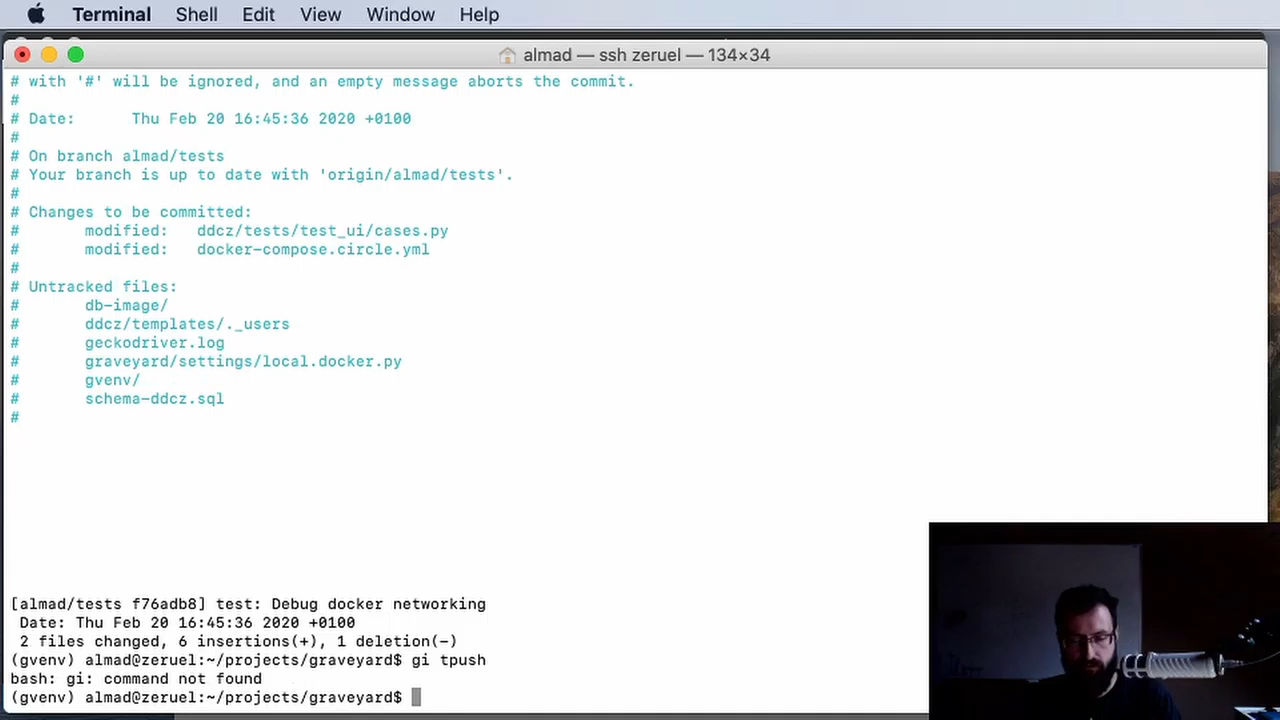 Terminal Shell Edit View Window Help
almad — ssh zeruel — 134×34
# with '#' will be ignored, and an empty message aborts the commit.
#
# Date:      Thu Feb 20 16:45:36 2020 +0100
#
# On branch almad/tests
# Your branch is up to date with 'origin/almad/tests'.
#
# Changes to be committed:
#       modified:   ddcz/tests/test_ui/cases.py
#       modified:   docker-compose.circle.yml
#
# Untracked files:
#       db-image/
#       ddcz/templates/._users
#       geckodriver.log
#       graveyard/settings/local.docker.py
#       gvenv/
#       schema-ddcz.sql
#
[almad/tests f76adb8] test: Debug docker networking
 Date: Thu Feb 20 16:45:36 2020 +0100
 2 files changed, 6 insertions(+), 1 deletion(-)
(gvenv) almad@zeruel:~/projects/graveyard$ gi tpush
bash: gi: command not found
(gvenv) almad@zeruel:~/projects/graveyard$